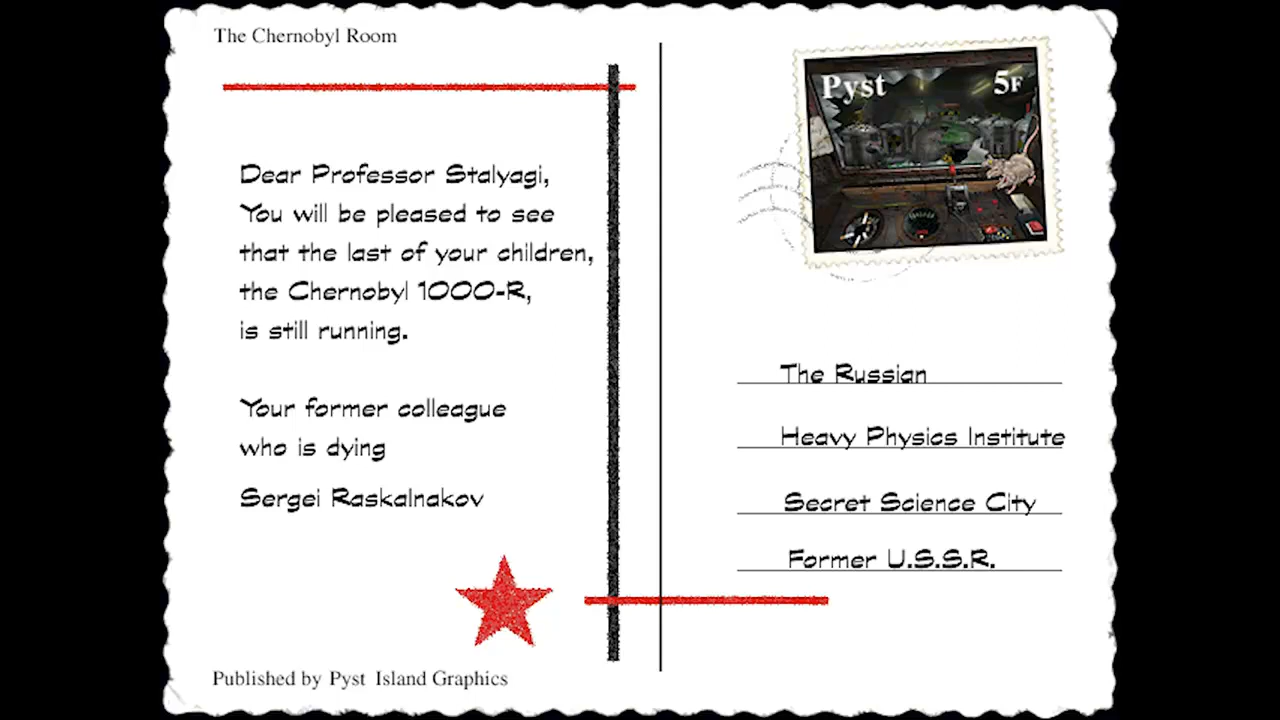 The Chernobyl Room
Dear Professor Stalyagi,
You will be pleased to see
that the last of your children,
the Chernobyl 1000-R,
is still running.
Your former colleague
who is dying
Sergei Raskalnakov
Published by Pyst Island Graphics
Pyst 5F
The Russian
Heavy Physics Institute
Secret Science City
Former U.S.S.R.